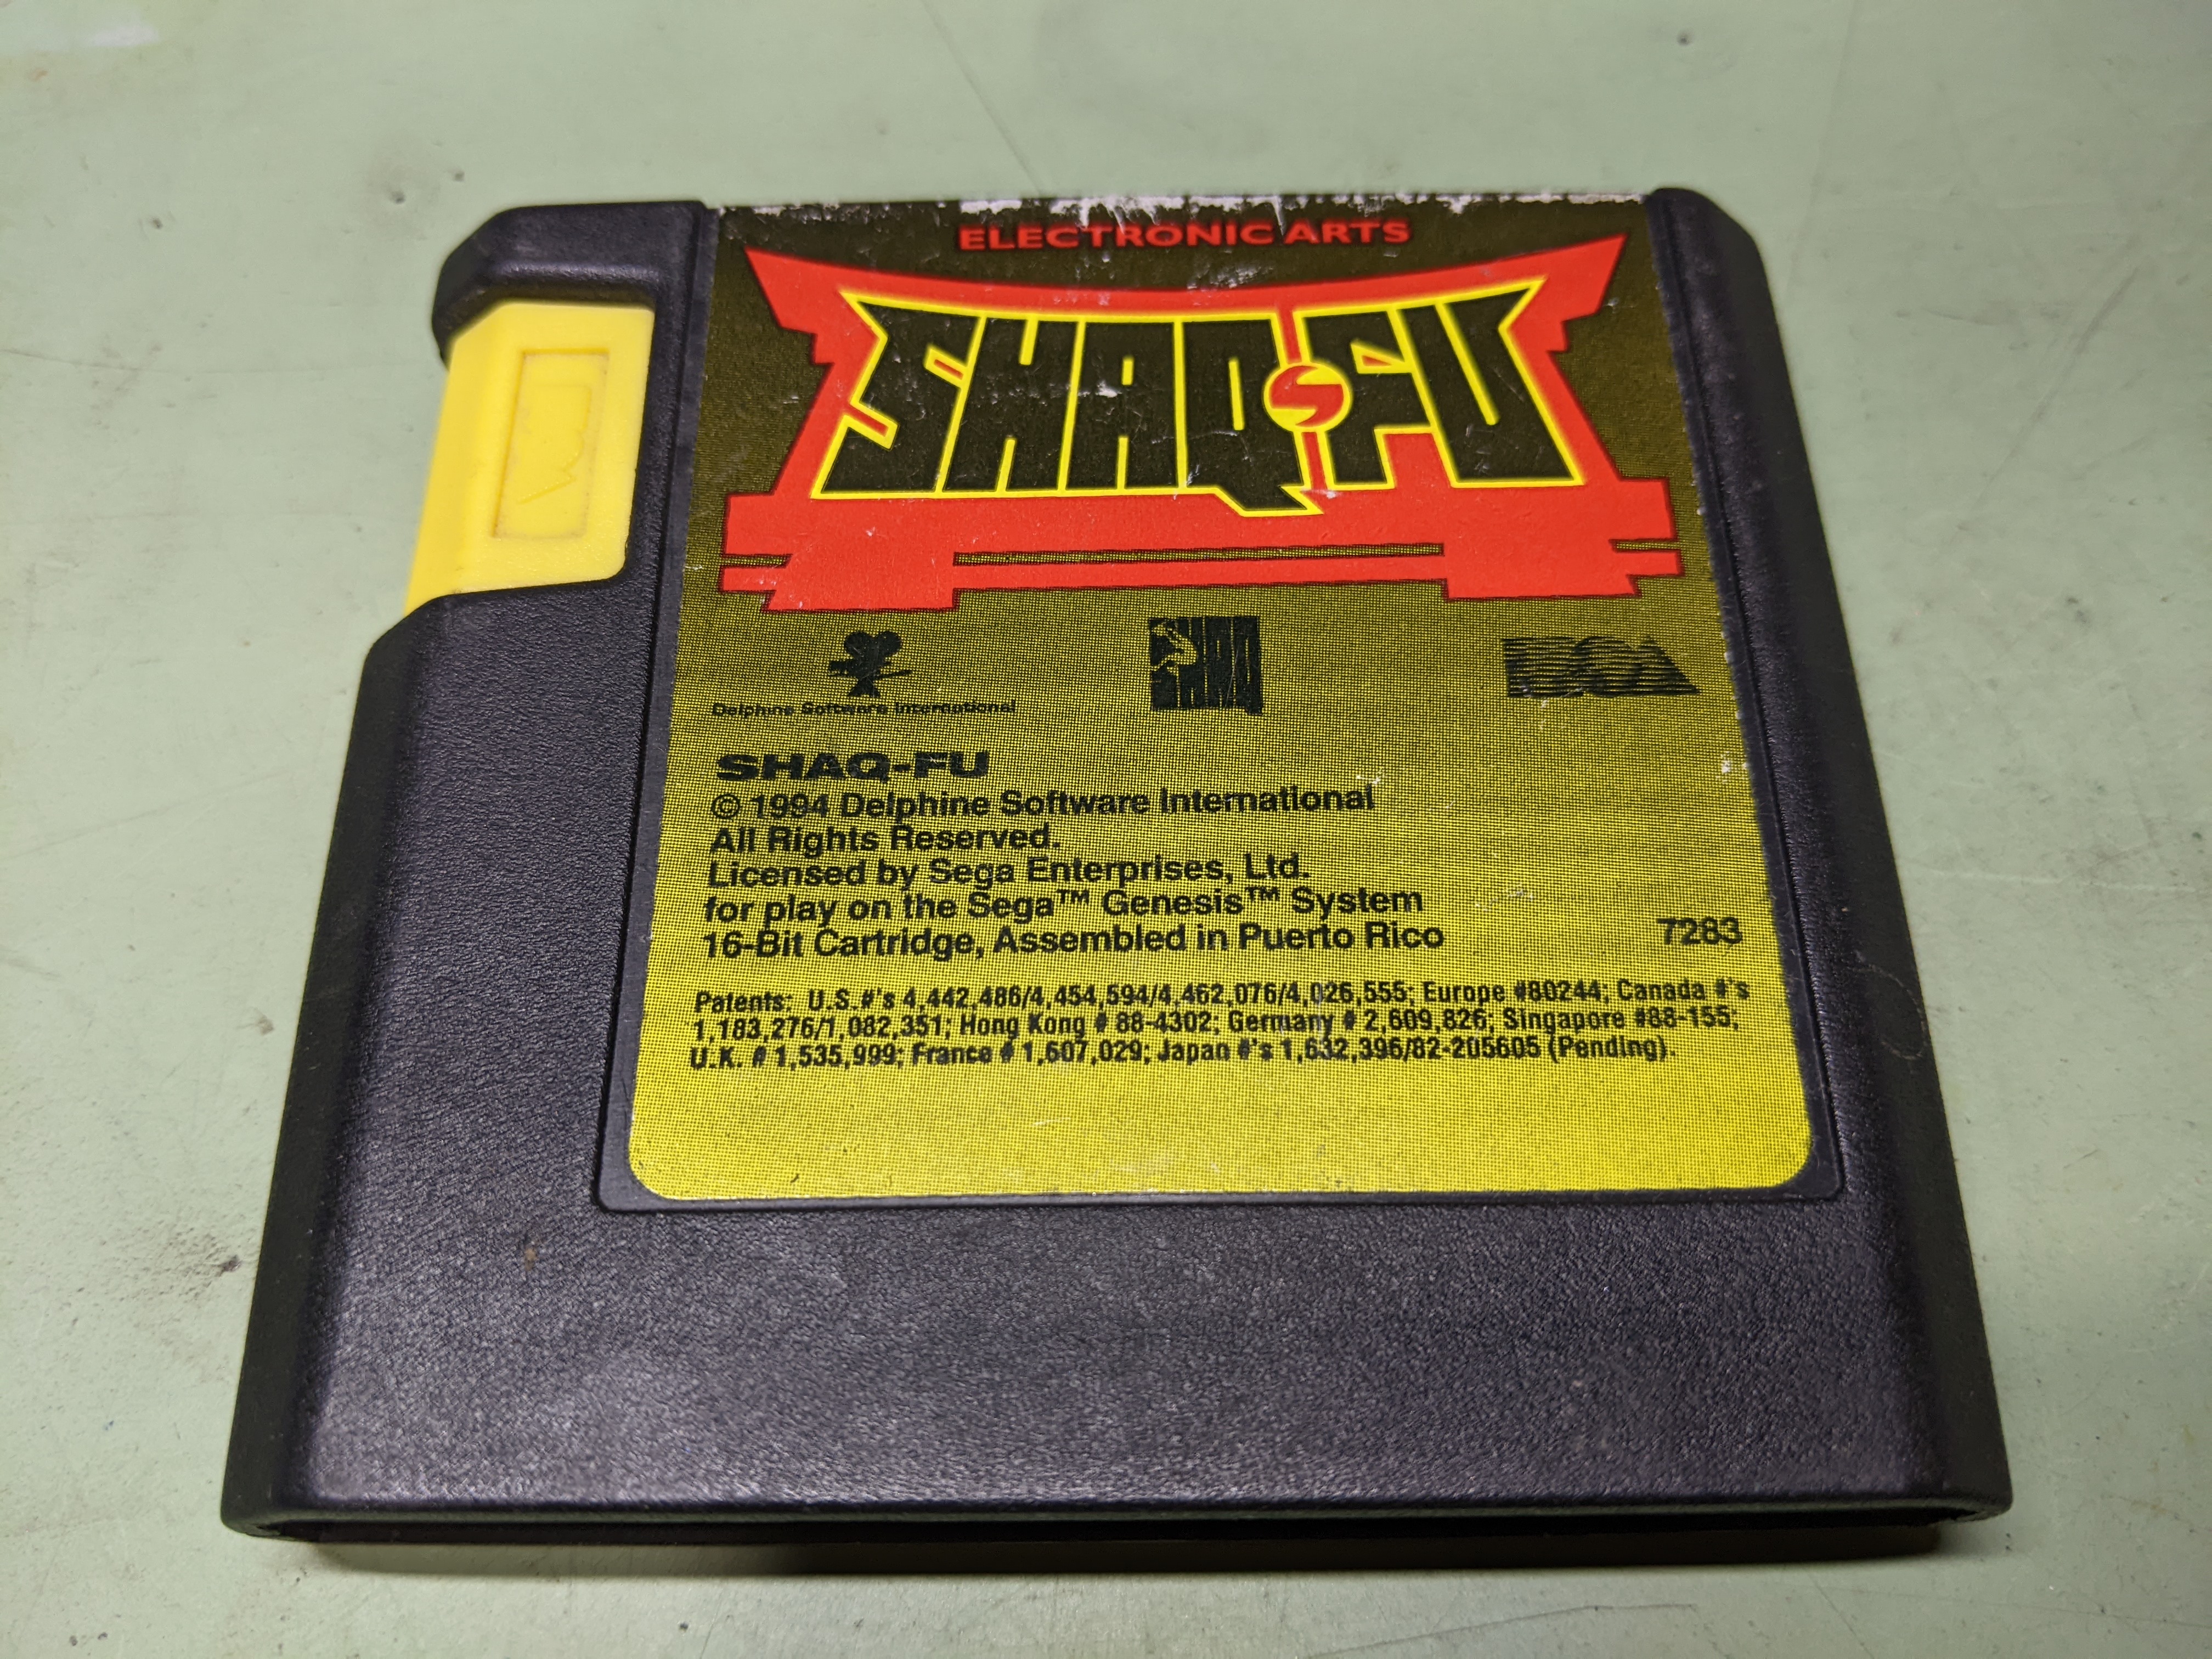 ELECTRONIC ARTS
SHAQ-FU
Delphine Software International
SHAQ
EA
SHAQ-FU
© 1994 Delphine Software International
All Rights Reserved.
Licensed by Sega Enterprises, Ltd.
for play on the Sega™ Genesis™ System
16-Bit Cartridge, Assembled in Puerto Rico
7283
Patents: U.S.#'s 4,442,486/4,454,594/4,462,076/4,026,555; Europe #80244; Canada #'s
1,183,276/1,082,351; Hong Kong # 88-4302; Germany # 2,609,826; Singapore #88-155;
U.K. # 1,535,999; France # 1,607,029; Japan #'s 1,632,396/82-205605 (Pending).